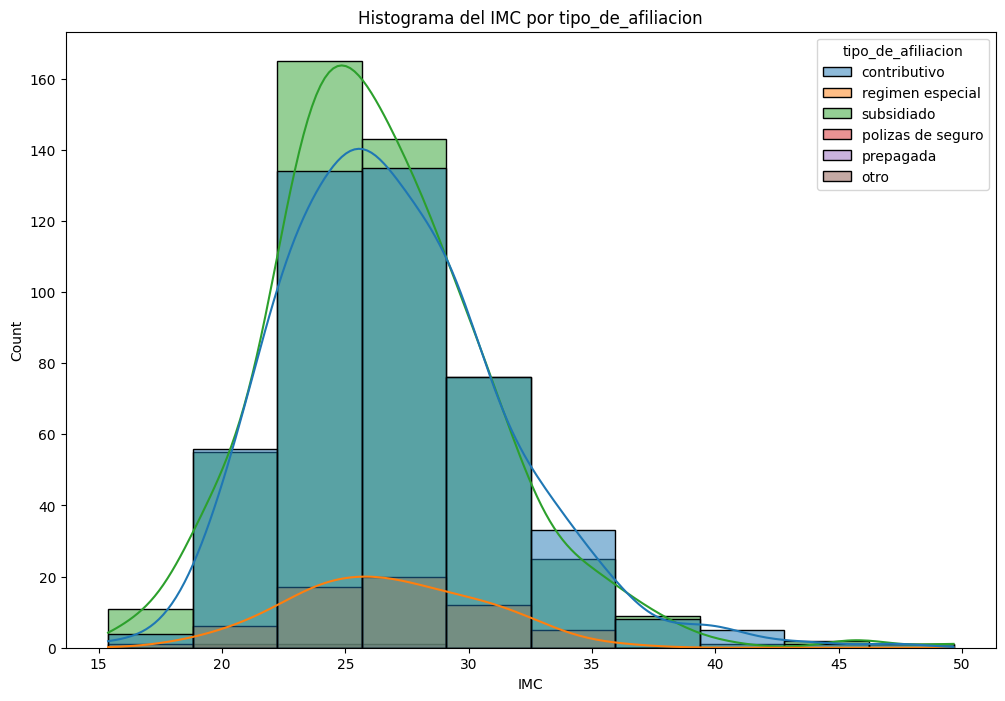 Histograma del IMC por tipo_de_afiliacion
tipo_de_afiliacion
contributivo
regimen especial
subsidiado
polizas de seguro
prepagada
otro
160
140
120
100
80
60
40
20
0
Count
15 20 25 30 35 40 45 50
IMC